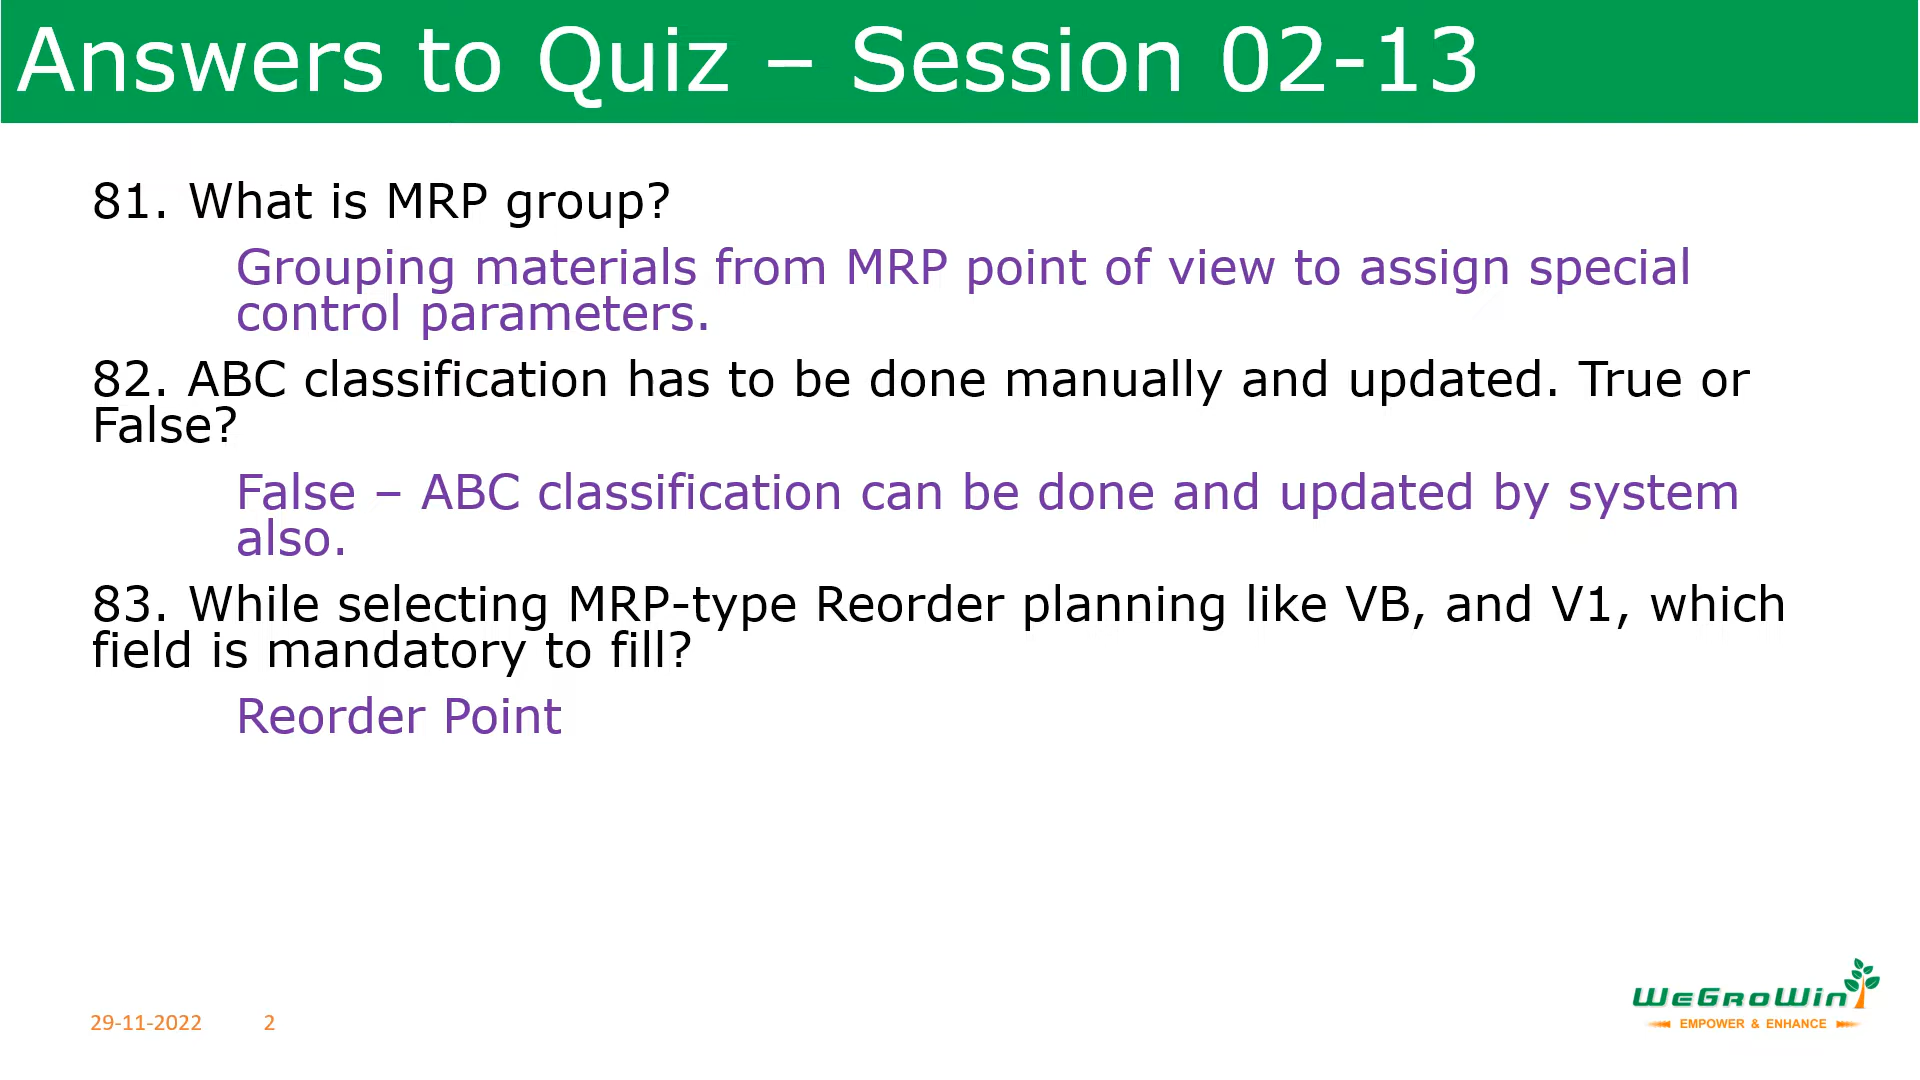 Answers to Quiz – Session 02-13
81. What is MRP group?
Grouping materials from MRP point of view to assign special
control parameters.
82. ABC classification has to be done manually and updated. True or
False?
False – ABC classification can be done and updated by system
also.
83. While selecting MRP-type Reorder planning like VB, and V1, which
field is mandatory to fill?
Reorder Point
29-11-2022 2
WeGroWin
EMPOWER & ENHANCE